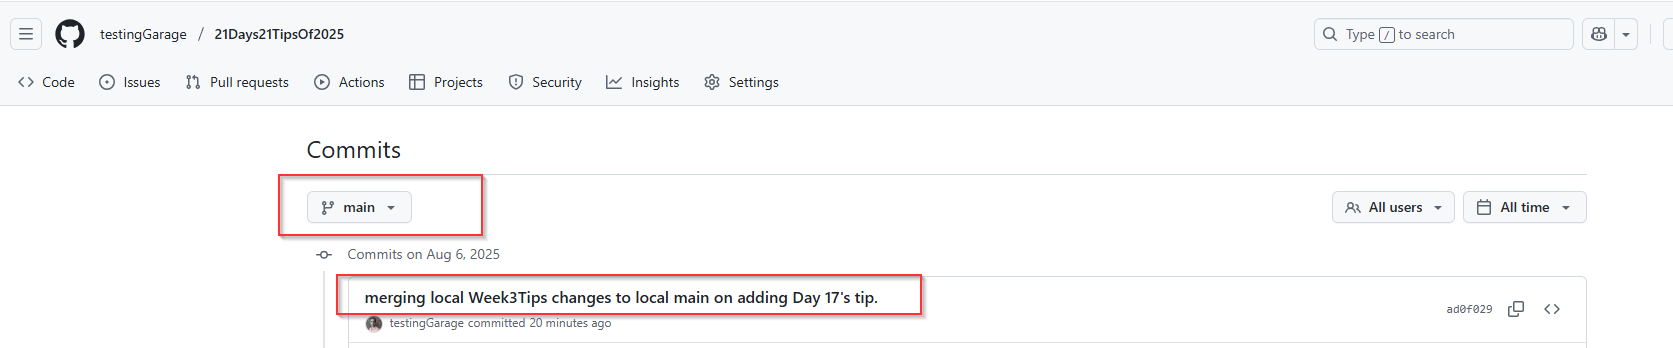 testingGarage / 21Days21TipsOf2025
Type / to search
Code Issues Pull requests Actions Projects Security Insights Settings
Commits
main
All users All time
Commits on Aug 6, 2025
merging local Week3Tips changes to local main on adding Day 17's tip.
ad0f029
testingGarage committed 20 minutes ago